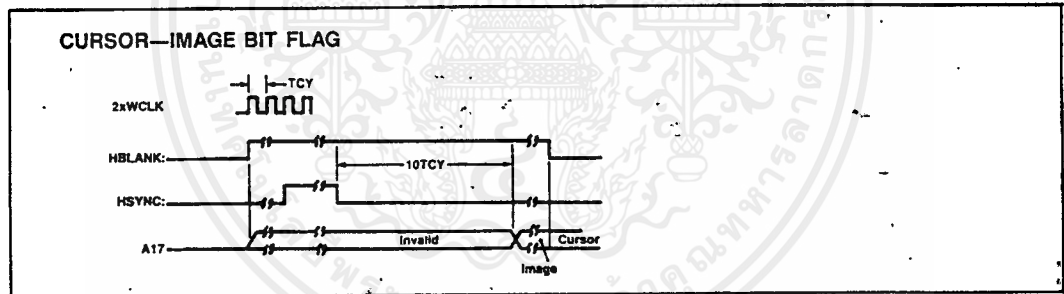 CURSOR—IMAGE BIT FLAG
TCY
2xWCLK
HBLANK:
10TCY
HSYNC:
A17
Invalid
Cursor
Image